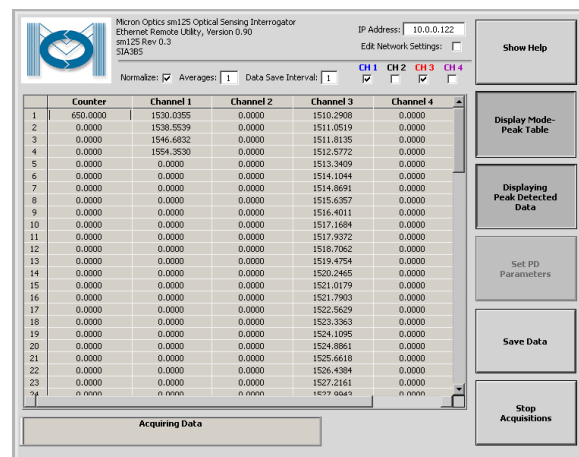 Micron Optics sm125 Optical Sensing Interrogator
Ethernet Remote Utility, Version 0.90
sm125 Rev 0.3
SIA3B5
IP Address: 10.0.0.122
Edit Network Settings:
Normalize: Averages: 1 Data Save Interval: 1
CH 1 CH 2 CH 3 CH 4
Counter Channel 1 Channel 2 Channel 3 Channel 4
1 650.0000 1530.0355 0.0000 1510.2908 0.0000
2 0.0000 1538.5539 0.0000 1511.0519 0.0000
3 0.0000 1546.6832 0.0000 1511.8135 0.0000
4 0.0000 1554.3530 0.0000 1512.5772 0.0000
5 0.0000 0.0000 0.0000 1513.3409 0.0000
6 0.0000 0.0000 0.0000 1514.1044 0.0000
7 0.0000 0.0000 0.0000 1514.8691 0.0000
8 0.0000 0.0000 0.0000 1515.6357 0.0000
9 0.0000 0.0000 0.0000 1516.4011 0.0000
10 0.0000 0.0000 0.0000 1517.1684 0.0000
11 0.0000 0.0000 0.0000 1517.9372 0.0000
12 0.0000 0.0000 0.0000 1518.7062 0.0000
13 0.0000 0.0000 0.0000 1519.4754 0.0000
14 0.0000 0.0000 0.0000 1520.2465 0.0000
15 0.0000 0.0000 0.0000 1521.0179 0.0000
16 0.0000 0.0000 0.0000 1521.7903 0.0000
17 0.0000 0.0000 0.0000 1522.5629 0.0000
18 0.0000 0.0000 0.0000 1523.3363 0.0000
19 0.0000 0.0000 0.0000 1524.1095 0.0000
20 0.0000 0.0000 0.0000 1524.8861 0.0000
21 0.0000 0.0000 0.0000 1525.6618 0.0000
22 0.0000 0.0000 0.0000 1526.4384 0.0000
23 0.0000 0.0000 0.0000 1527.2161 0.0000
24 0.0000 0.0000 0.0000 1527.9943 0.0000
Acquiring Data
Show Help
Display Mode-
Peak Table
Displaying
Peak Detected
Data
Set PD
Parameters
Save Data
Stop
Acquisitions